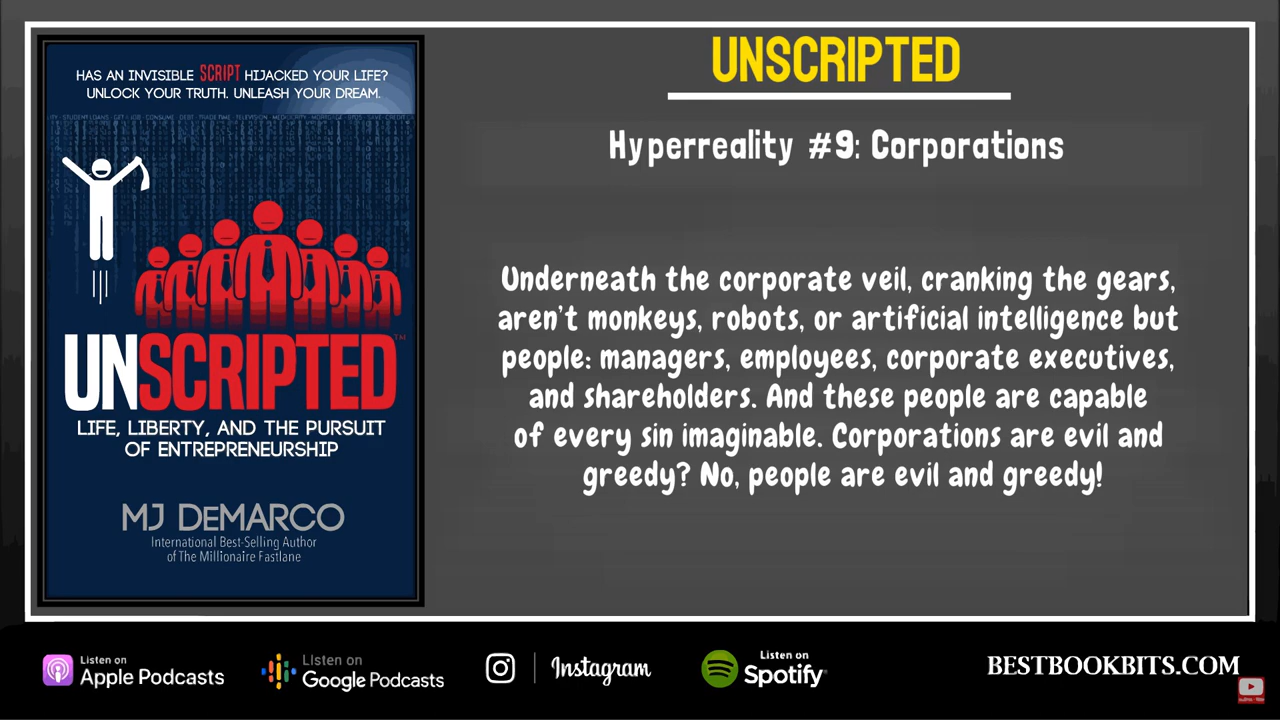 HAS AN INVISIBLE SCRIPT HIJACKED YOUR LIFE?
UNLOCK YOUR TRUTH. UNLEASH YOUR DREAM.
UNSCRIPTED™
LIFE, LIBERTY, AND THE PURSUIT
OF ENTREPRENEURSHIP
MJ DEMARCO
International Best-Selling Author
of The Millionaire Fastlane
UNSCRIPTED
Hyperreality #9: Corporations
Underneath the corporate veil, cranking the gears,
aren't monkeys, robots, or artificial intelligence but
people: managers, employees, corporate executives,
and shareholders. And these people are capable
of every sin imaginable. Corporations are evil and
greedy? No, people are evil and greedy!
Listen on
Apple Podcasts
Listen on
Google Podcasts
Instagram
Listen on
Spotify
BESTBOOKBITS.COM